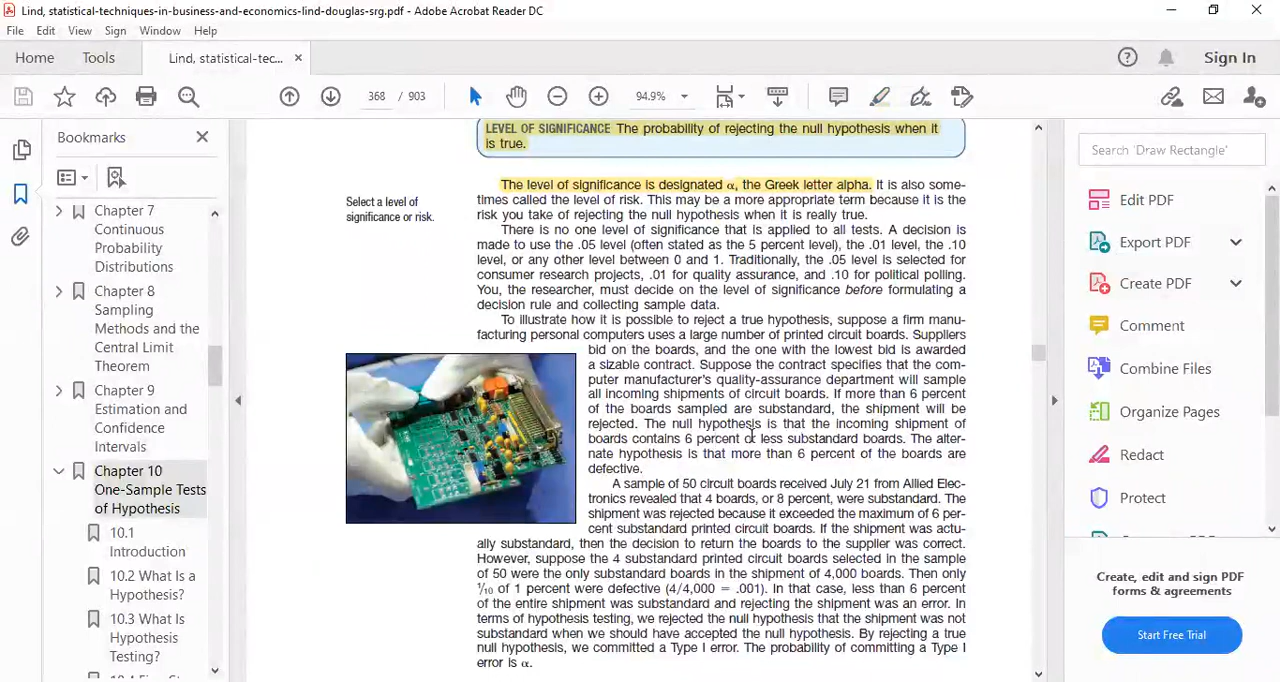 Lind, statistical-techniques-in-business-and-economics-lind-douglas-srg.pdf - Adobe Acrobat Reader DC
File Edit View Sign Window Help
Home Tools Lind, statistical-tec... ×
Sign In
368 / 903
94.9%
Bookmarks
Chapter 7
Continuous
Probability
Distributions
Chapter 8
Sampling
Methods and the
Central Limit
Theorem
Chapter 9
Estimation and
Confidence
Intervals
Chapter 10
One-Sample Tests
of Hypothesis
10.1
Introduction
10.2 What Is a
Hypothesis?
10.3 What Is
Hypothesis
Testing?
LEVEL OF SIGNIFICANCE The probability of rejecting the null hypothesis when it
is true.
Select a level of
significance or risk.
The level of significance is designated α, the Greek letter alpha. It is also some-
times called the level of risk. This may be a more appropriate term because it is the
risk you take of rejecting the null hypothesis when it is really true.
There is no one level of significance that is applied to all tests. A decision is
made to use the .05 level (often stated as the 5 percent level), the .01 level, the .10
level, or any other level between 0 and 1. Traditionally, the .05 level is selected for
consumer research projects, .01 for quality assurance, and .10 for political polling.
You, the researcher, must decide on the level of significance before formulating a
decision rule and collecting sample data.
To illustrate how it is possible to reject a true hypothesis, suppose a firm manu-
facturing personal computers uses a large number of printed circuit boards. Suppliers
bid on the boards, and the one with the lowest bid is awarded
a sizable contract. Suppose the contract specifies that the com-
puter manufacturer's quality-assurance department will sample
all incoming shipments of circuit boards. If more than 6 percent
of the boards sampled are substandard, the shipment will be
rejected. The null hypothesis is that the incoming shipment of
boards contains 6 percent or less substandard boards. The alter-
nate hypothesis is that more than 6 percent of the boards are
defective.
A sample of 50 circuit boards received July 21 from Allied Elec-
tronics revealed that 4 boards, or 8 percent, were substandard. The
shipment was rejected because it exceeded the maximum of 6 per-
cent substandard printed circuit boards. If the shipment was actu-
ally substandard, then the decision to return the boards to the supplier was correct.
However, suppose the 4 substandard printed circuit boards selected in the sample
of 50 were the only substandard boards in the shipment of 4,000 boards. Then only
1/10 of 1 percent were defective (4/4,000 = .001). In that case, less than 6 percent
of the entire shipment was substandard and rejecting the shipment was an error. In
terms of hypothesis testing, we rejected the null hypothesis that the shipment was not
substandard when we should have accepted the null hypothesis. By rejecting a true
null hypothesis, we committed a Type I error. The probability of committing a Type I
error is α.
Search 'Draw Rectangle'
Edit PDF
Export PDF
Create PDF
Comment
Combine Files
Organize Pages
Redact
Protect
Create, edit and sign PDF
forms & agreements
Start Free Trial